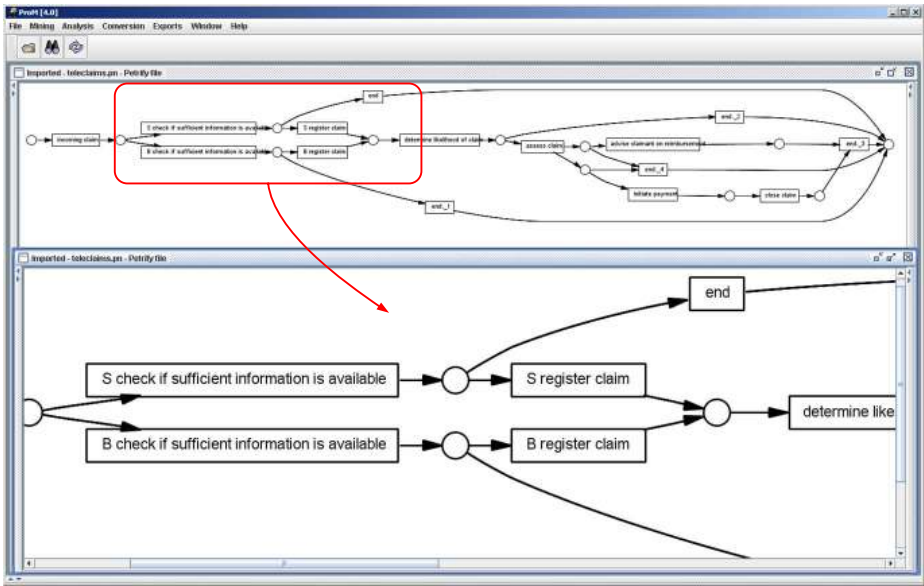 ProM [4.0]
File Mining Analysis Conversion Exports Window Help
Imported - teleclaims.pn - Petrify file
end
end_2
S check if sufficient information is available
S register claim
incoming claim
determine likelihood of claim
assess claim
advise claimant on reimbursement
end_3
B check if sufficient information is available
B register claim
end_4
initiate payment
close claim
end_1
Imported - teleclaims.pn - Petrify file
end
S check if sufficient information is available
S register claim
determine like
B check if sufficient information is available
B register claim